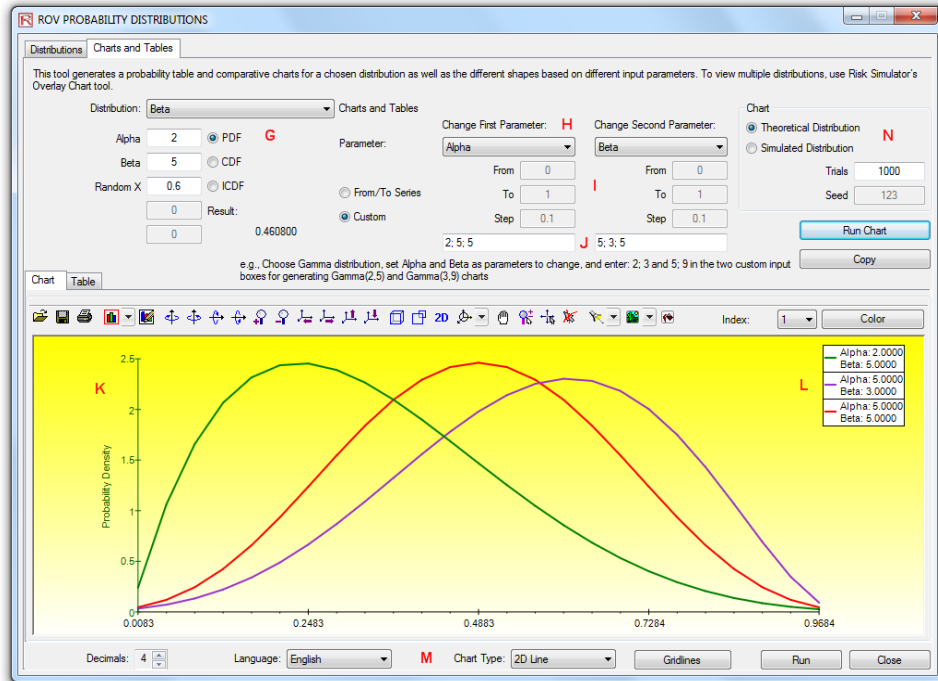 ROV PROBABILITY DISTRIBUTIONS
Distributions Charts and Tables
This tool generates a probability table and comparative charts for a chosen distribution as well as the different shapes based on different input parameters. To view multiple distributions, use Risk Simulator's
Overlay Chart tool.
Distribution: Beta Charts and Tables Chart
Change First Parameter: H Change Second Parameter:
Alpha 2 PDF G Parameter: Alpha Beta Theoretical Distribution N
Beta 5 CDF From 0 From 0 Simulated Distribution
Random X 0.6 ICDF From/To Series To 1 I To 1 Trials 1000
0 Result: Custom Step 0.1 Step 0.1 Seed 123
0 0.460800 2; 5; 5 J 5; 3; 5 Run Chart
e.g., Choose Gamma distribution, set Alpha and Beta as parameters to change, and enter: 2; 3 and 5; 9 in the two custom input
boxes for generating Gamma(2,5) and Gamma(3,9) charts
Copy
Chart Table
2D Index: 1 Color
K L
Alpha: 2.0000
Beta: 5.0000
Alpha: 5.0000
Beta: 3.0000
Alpha: 5.0000
Beta: 5.0000
Probability Density
2.5
2
1.5
1
0.5
0
0.0083 0.2483 0.4883 0.7284 0.9684
Decimals: 4 Language: English M Chart Type: 2D Line Gridlines Run Close